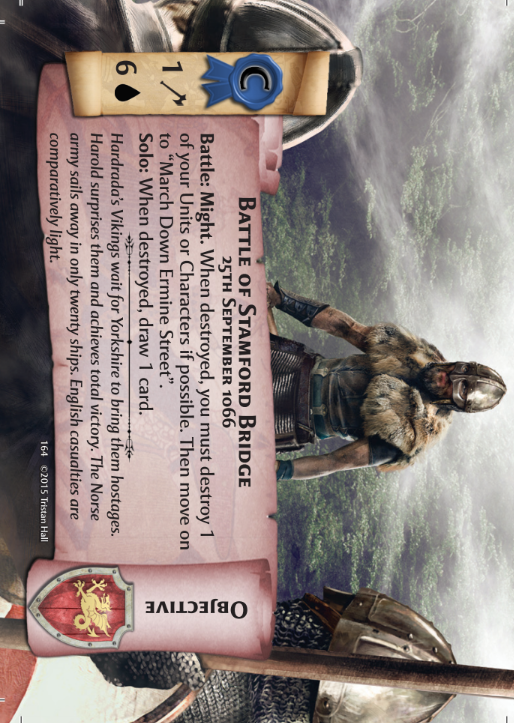 C
1
6
Battle of Stamford Bridge
25th September 1066
Battle: Might. When destroyed, you must destroy 1
of your Units or Characters if possible. Then move on
to “March Down Ermine Street”.
Solo: When destroyed, draw 1 card.
Hardrada's Vikings wait for Yorkshire to bring them hostages.
Harold surprises them and achieves total victory. The Norse
army sails away in only twenty ships. English casualties are
comparatively light.
Objective
164 ©2015 Tristan Hall